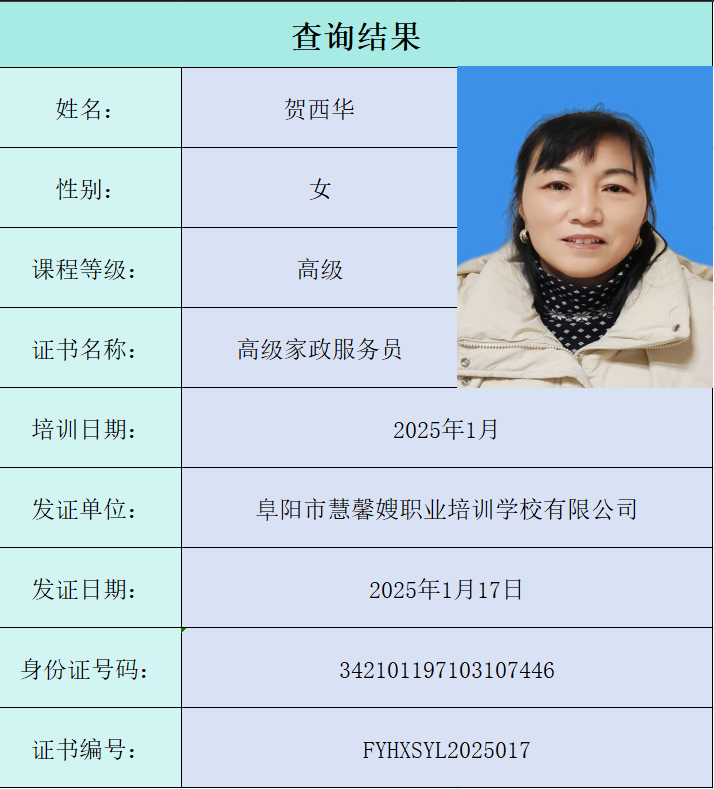 查询结果
姓名： 贺西华
性别： 女
课程等级： 高级
证书名称： 高级家政服务员
培训日期： 2025年1月
发证单位： 阜阳市慧馨嫂职业培训学校有限公司
发证日期： 2025年1月17日
身份证号码： 342101197103107446
证书编号： FYHXSYL2025017